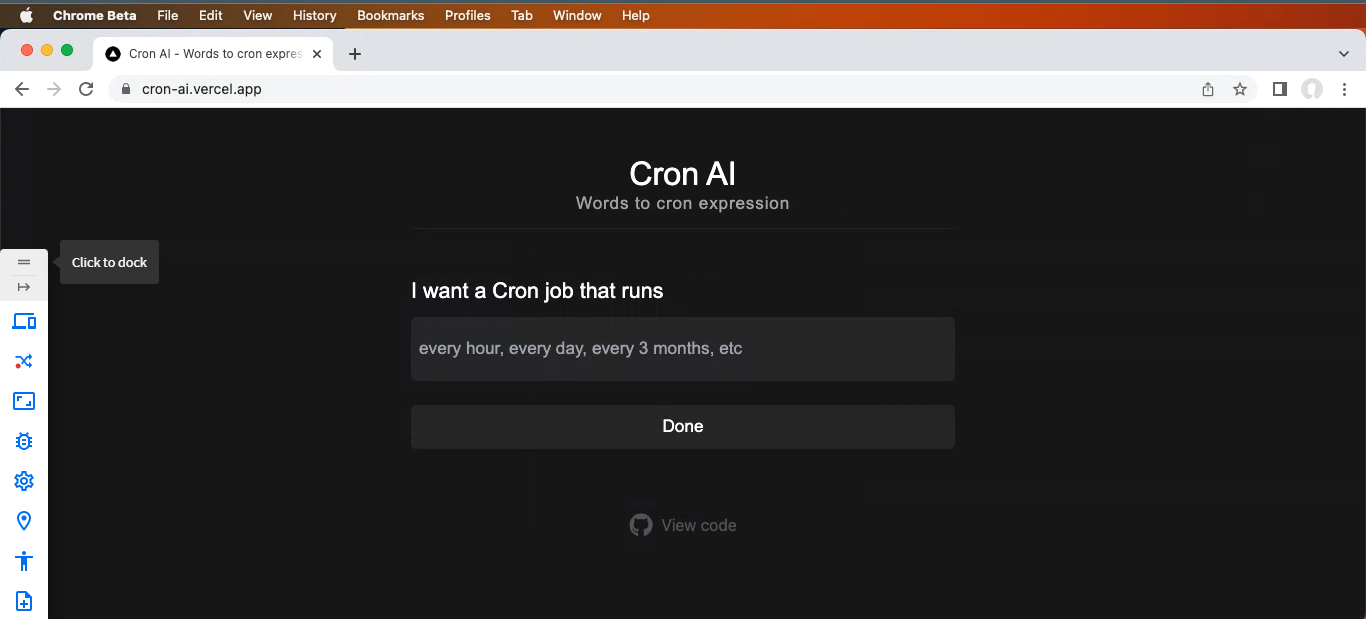 Chrome Beta File Edit View History Bookmarks Profiles Tab Window Help
Cron AI - Words to cron expres
cron-ai.vercel.app
Cron AI
Words to cron expression
Click to dock
I want a Cron job that runs
every hour, every day, every 3 months, etc
Done
View code